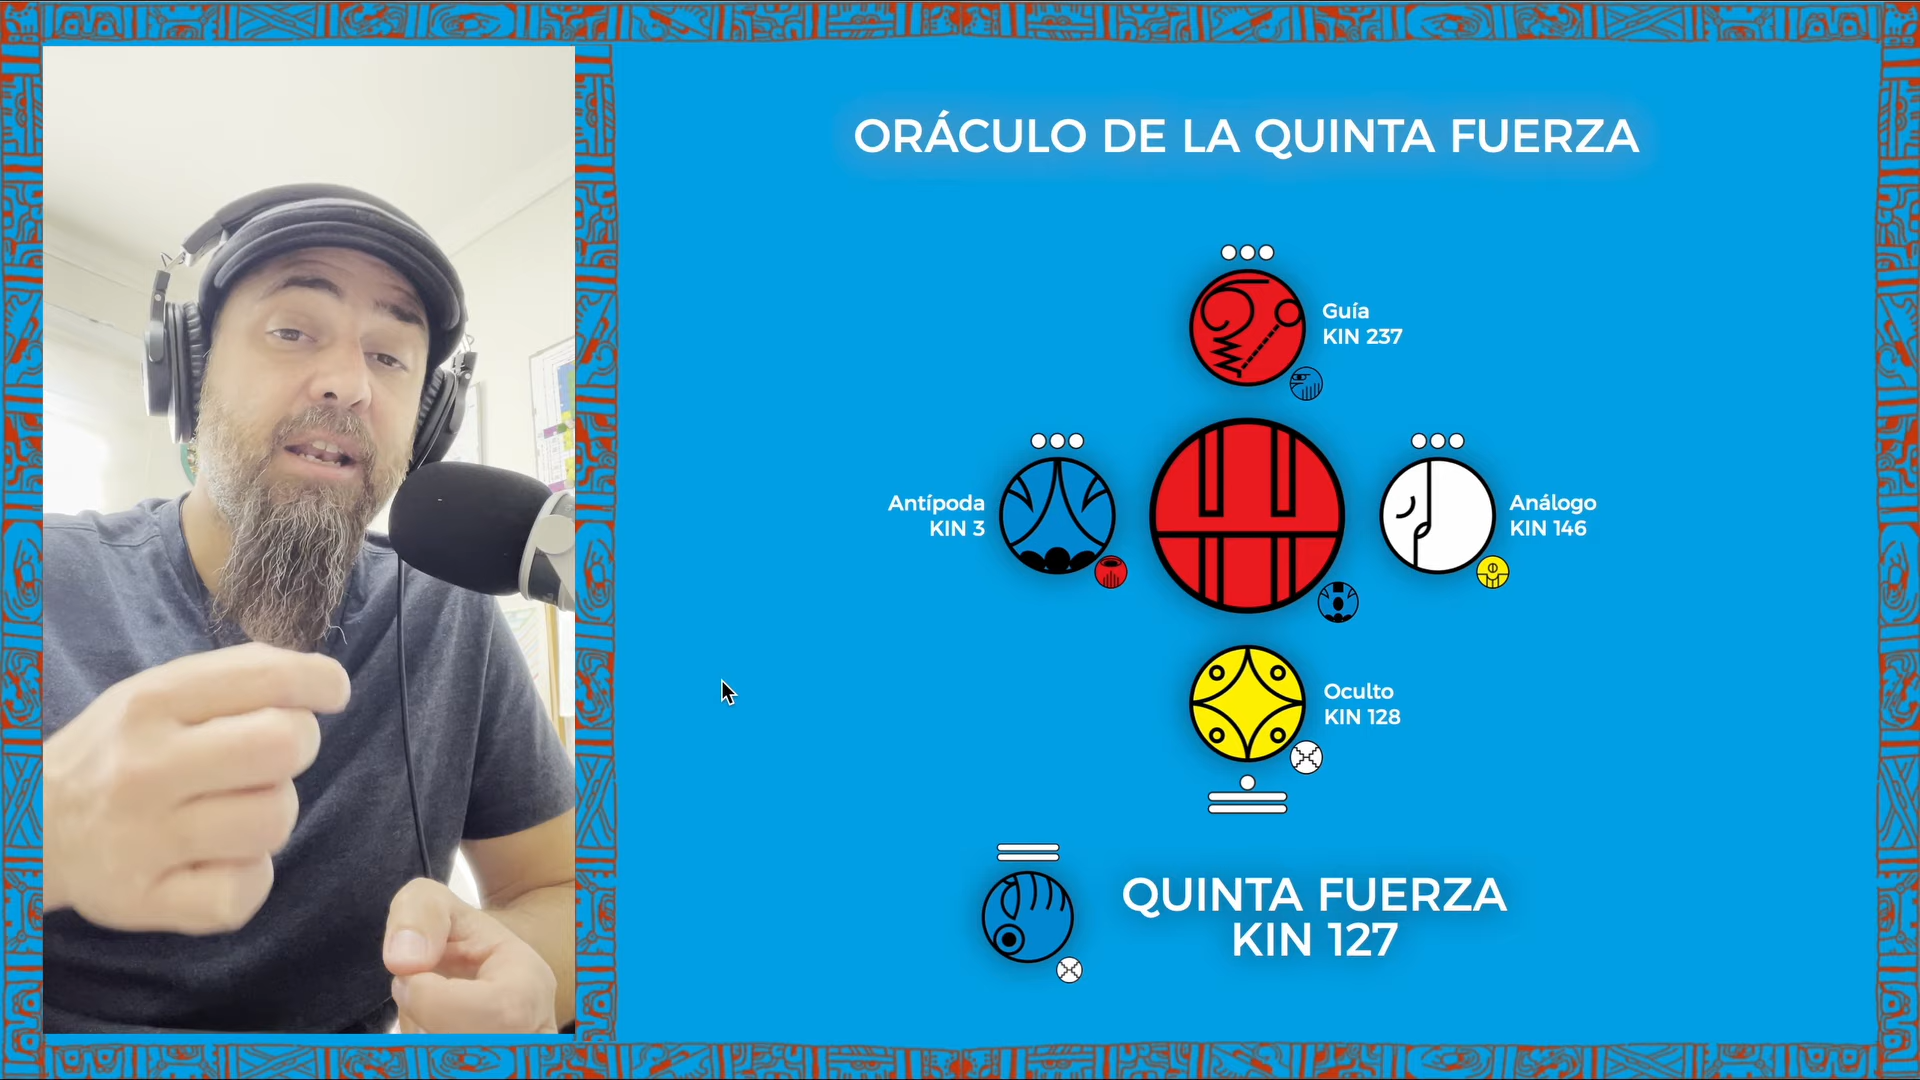 ORÁCULO DE LA QUINTA FUERZA
Guía
KIN 237
Antípoda
KIN 3
Análogo
KIN 146
Oculto
KIN 128
QUINTA FUERZA
KIN 127